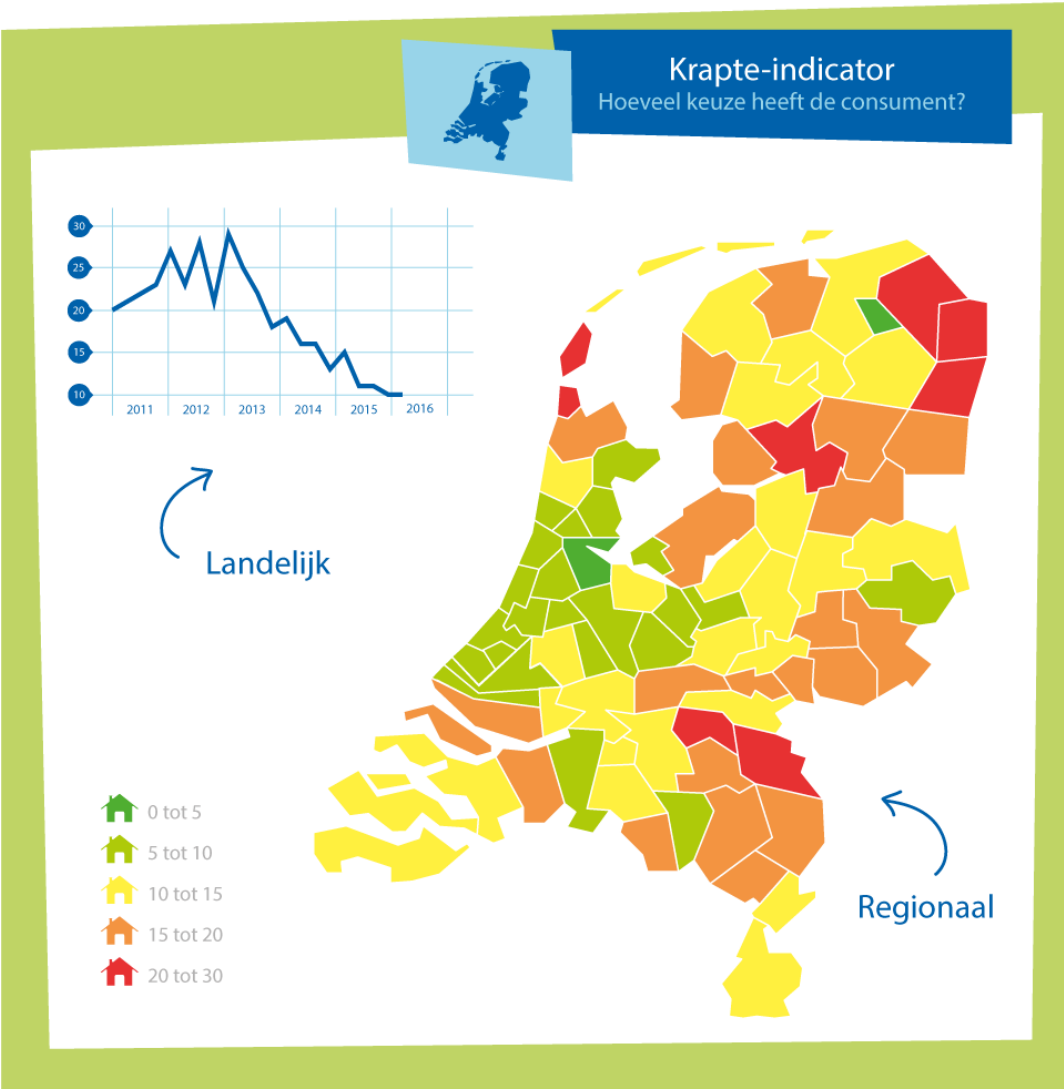 Krapte-indicator
Hoeveel keuze heeft de consument?
30
25
20
15
10
2011
2012
2013
2014
2015
2016
Landelijk
0 tot 5
5 tot 10
10 tot 15
15 tot 20
20 tot 30
Regionaal